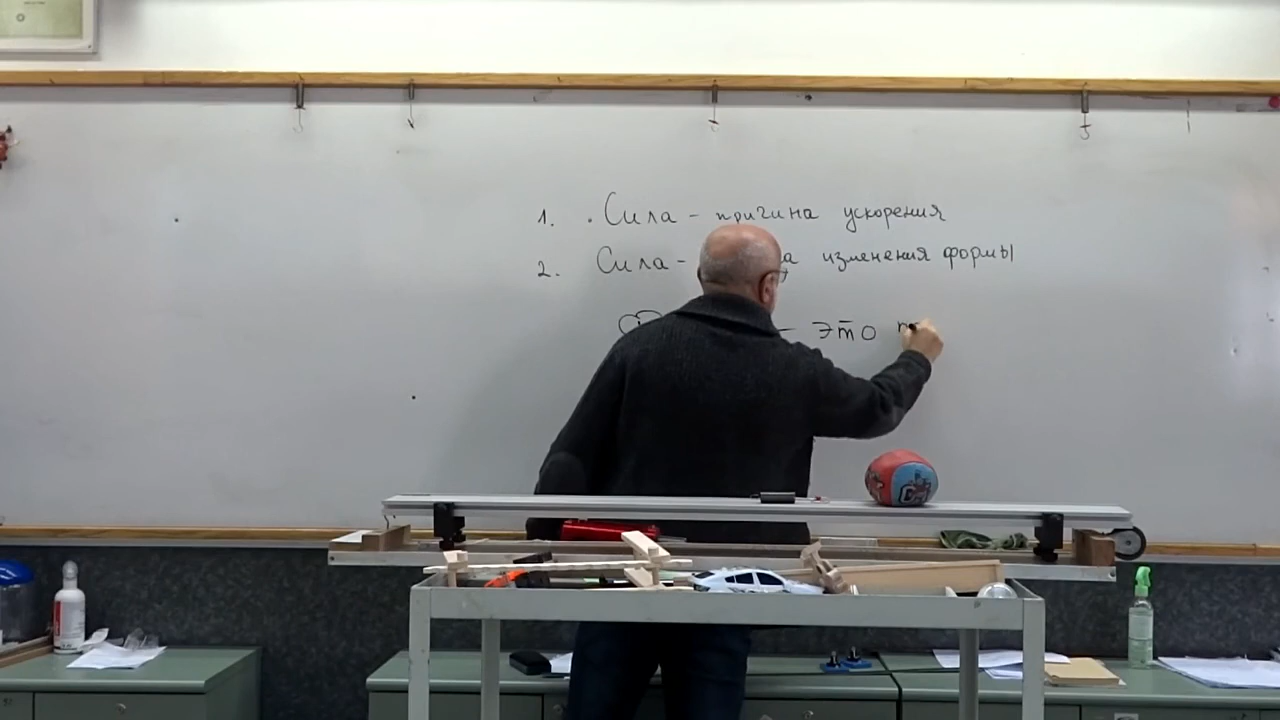 1. Сила - причина ускорения
2. Сила - изменения формы
- это